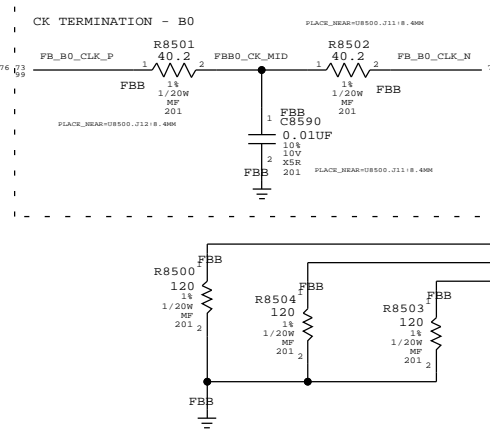 CK TERMINATION - B0
PLACE_NEAR=U8500.J11:8.4MM
R8501
40.2
R8502
40.2
76 73
99
FB_B0_CLK_P
FBB0_CK_MID
FB_B0_CLK_N
7
1
2
1
2
FBB
1%
1/20W
MF
201
1%
1/20W
MF
201
FBB
PLACE_NEAR=U8500.J12:8.4MM
FBB
1
C8590
0.01UF
10%
10V
X5R
201
2
FBB
PLACE_NEAR=U8500.J11:8.4MM
FBB
1
R8500
120
1%
1/20W
MF
201
2
FBB
1
R8504
120
1%
1/20W
MF
201
2
FBB
1
R8503
120
1%
1/20W
MF
201
2
FBB